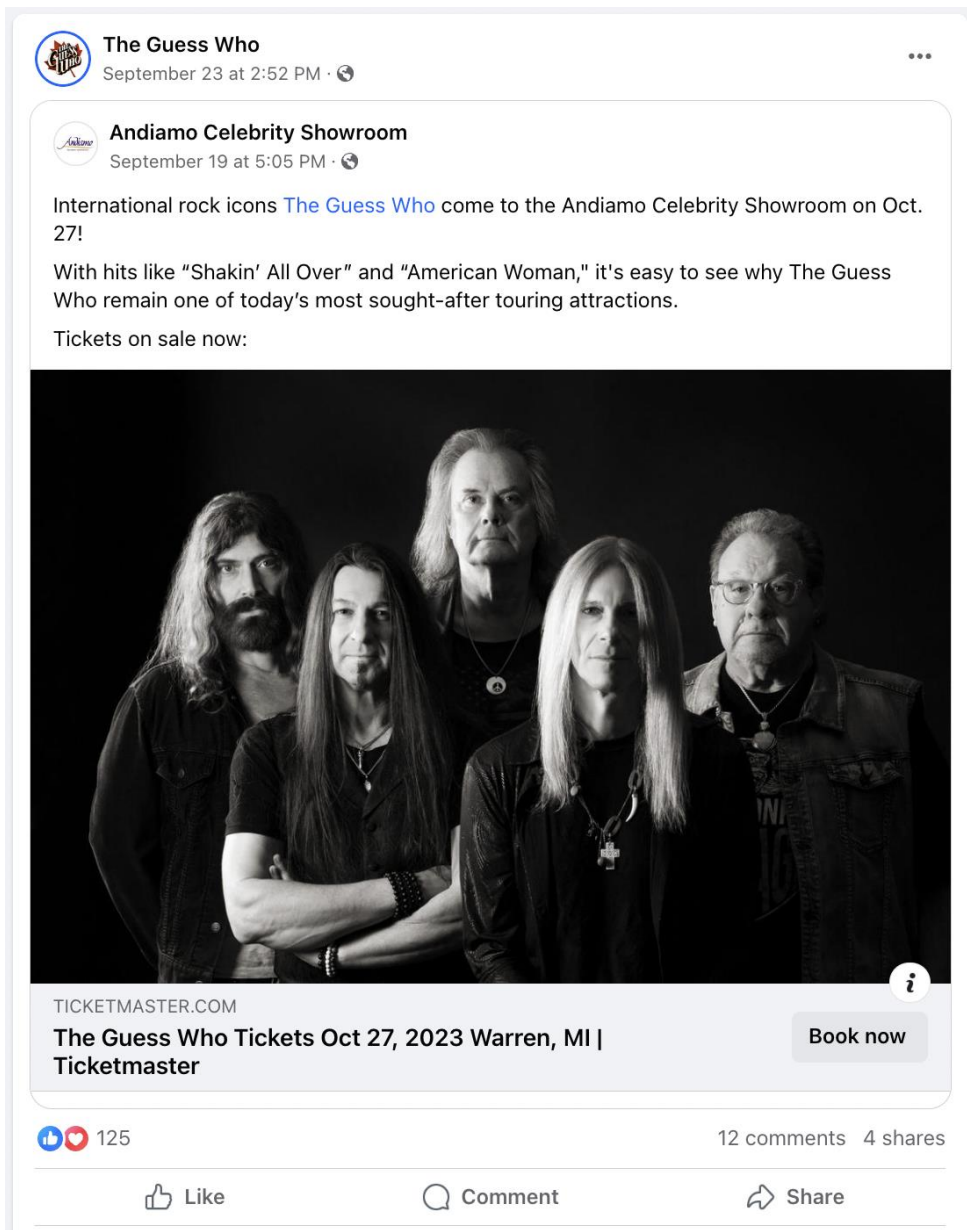 The Guess Who
September 23 at 2:52 PM ·
Andiamo Celebrity Showroom
Andiamo
September 19 at 5:05 PM ·
International rock icons The Guess Who come to the Andiamo Celebrity Showroom on Oct.
27!
With hits like “Shakin’ All Over” and “American Woman," it's easy to see why The Guess
Who remain one of today’s most sought-after touring attractions.
Tickets on sale now:
i
TICKETMASTER.COM
The Guess Who Tickets Oct 27, 2023 Warren, MI |
Ticketmaster
Book now
125
12 comments 4 shares
Like
Comment
Share